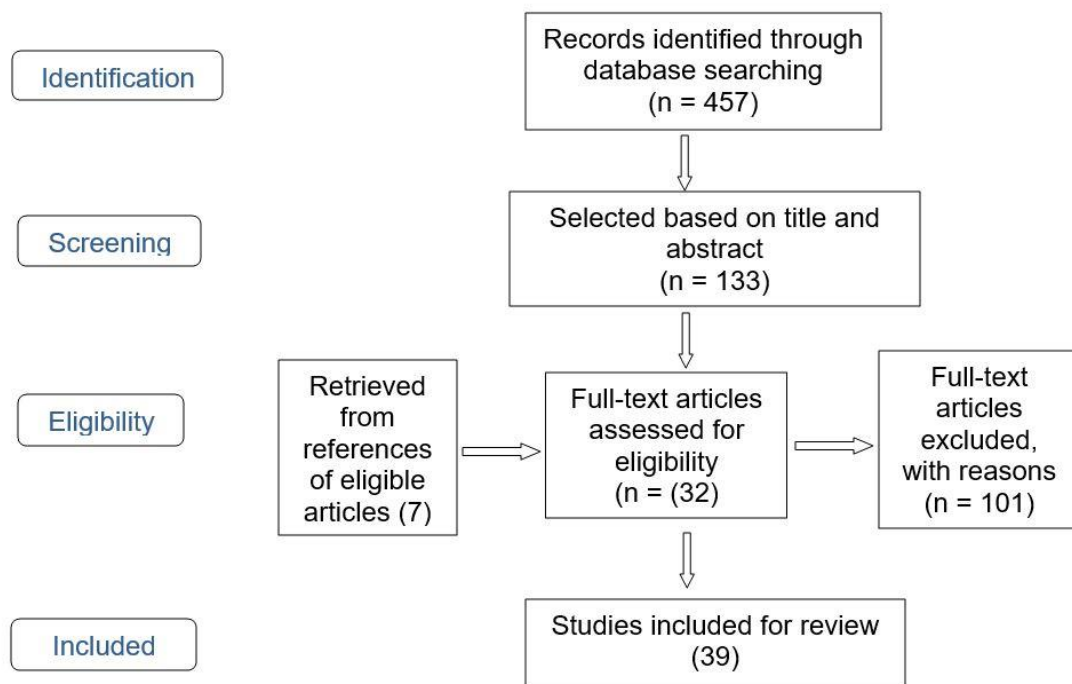 Identification
Records identified through
database searching
(n = 457)
Screening
Selected based on title and
abstract
(n = 133)
Eligibility
Retrieved
from
references
of eligible
articles (7)
Full-text articles
assessed for
eligibility
(n = (32)
Full-text
articles
excluded,
with reasons
(n = 101)
Included
Studies included for review
(39)